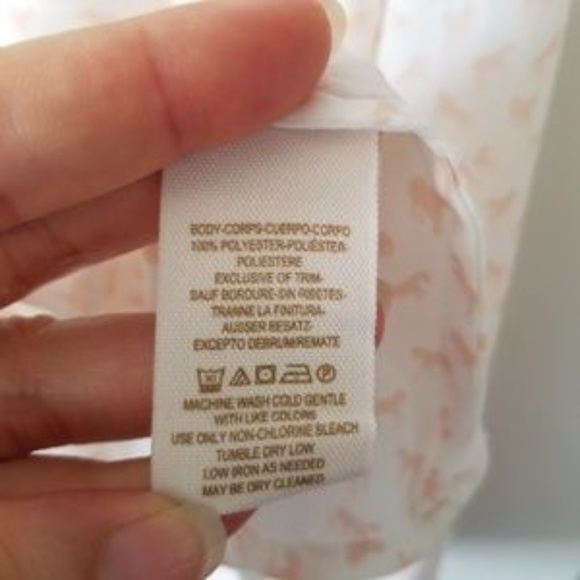 BODY-CORPS-CUERPO-CORPO
100% POLYESTER-POLIÉSTER-
POLIESTERE
EXCLUSIVE OF TRIM-
SAUF BORDURE-SIN RIBETES-
TRANNE LA FINITURA-
AUSSER BESATZ-
EXCEPTO DEBRUM/REMATE
30 P
MACHINE WASH COLD GENTLE
WITH LIKE COLORS
USE ONLY NON-CHLORINE BLEACH
TUMBLE DRY LOW
LOW IRON AS NEEDED
MAY BE DRY CLEANED